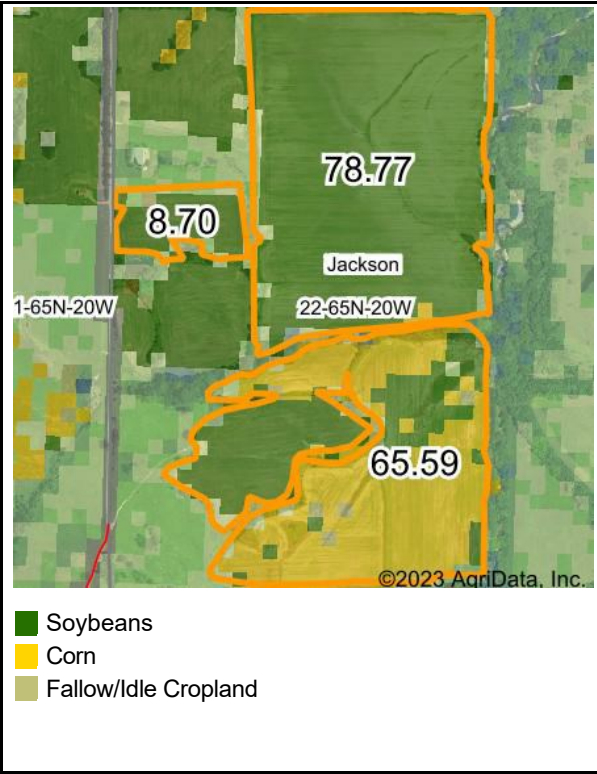 78.77
8.70
Jackson
1-65N-20W
22-65N-20W
65.59
©2023 AgriData, Inc.
Soybeans
Corn
Fallow/Idle Cropland